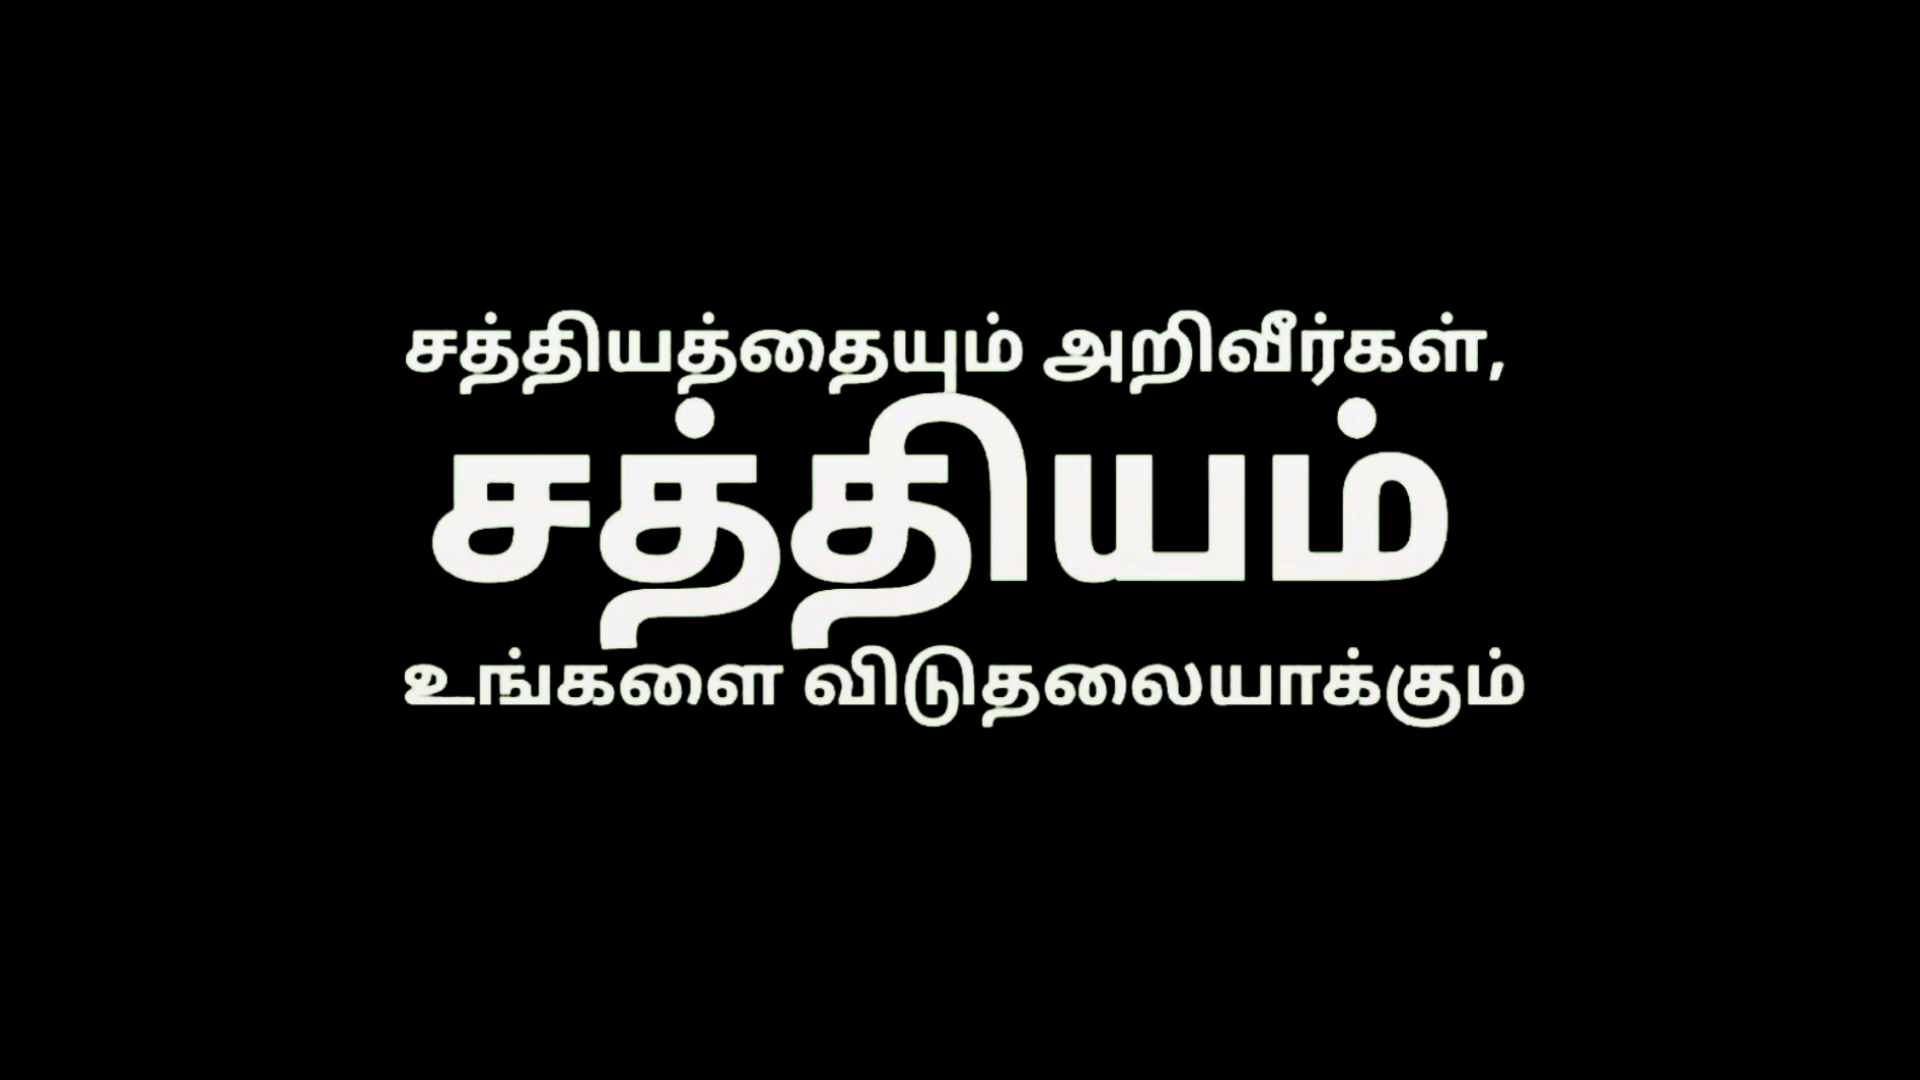 சத்தியத்தையும் அறிவீர்கள்,
சத்தியம்
உங்களை விடுதலையாக்கும்